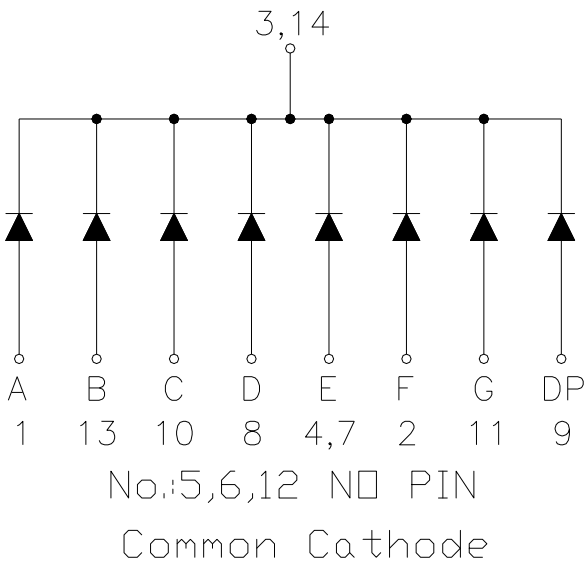 3,14
A B C D E F G DP
1 13 10 8 4,7 2 11 9
No.:5,6,12 NO PIN
Common Cathode